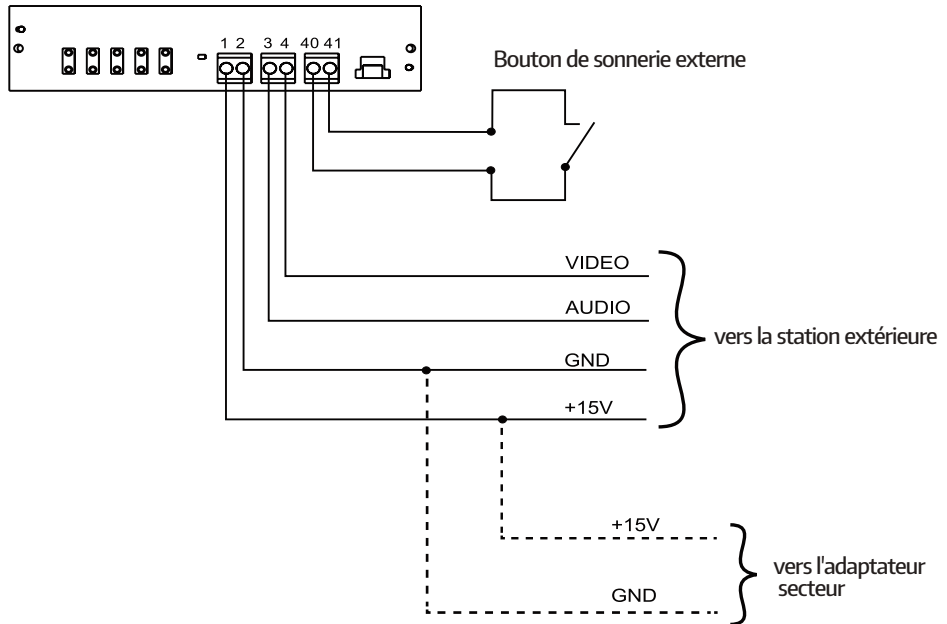 1 2 3 4 40 41
Bouton de sonnerie externe
VIDEO
AUDIO
vers la station extérieure
GND
+15V
+15V
vers l'adaptateur
secteur
GND